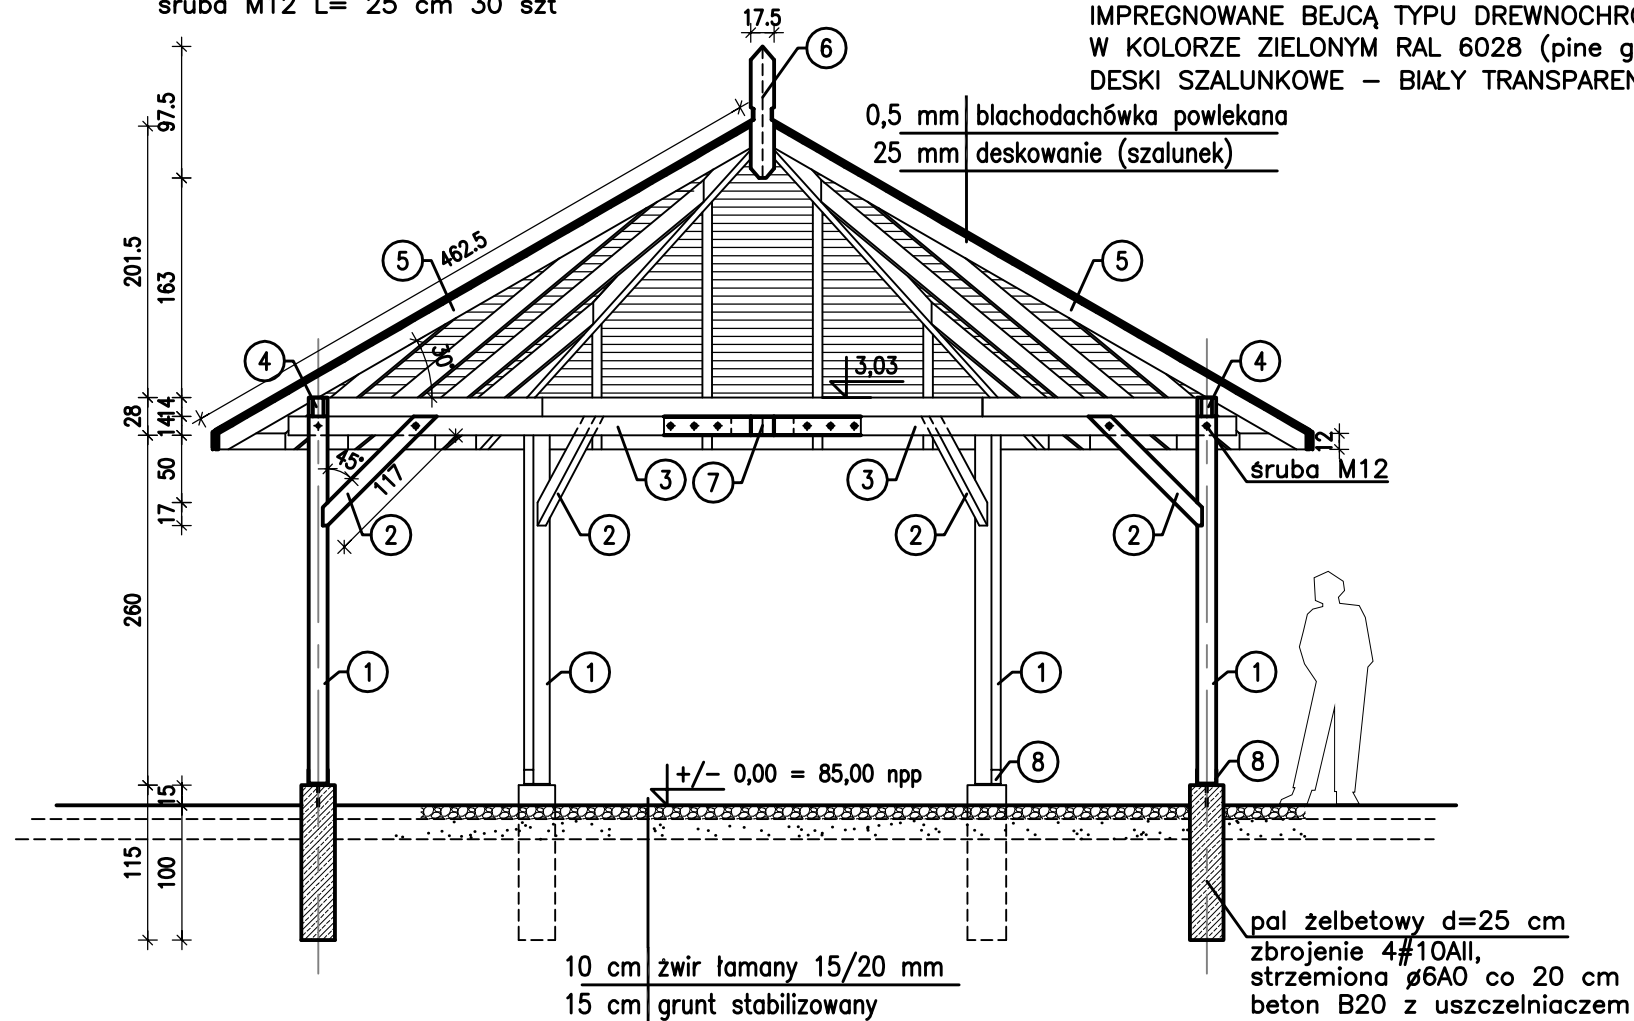 śruba M12 L= 25 cm 30 szt
17.5
6
IMPREGNOWANE BEJCĄ TYPU
W KOLORZE ZIELONYM RAL 6028 (pine
DESKI SZALUNKOWE – BIAŁY
0,5 mm blachodachówka powlekana
25 mm deskowanie (szalunek)
97.5
201.5
163
462.5
5
5
30°
4
4
3,03
28
14
14
12
śruba M12
45°
117
50
17
3
7
3
2
2
2
2
260
1
1
1
1
8
8
+/– 0,00 = 85,00 npp
15
115
100
10 cm żwir łamany 15/20 mm
15 cm grunt stabilizowany
pal żelbetowy d=25 cm
zbrojenie 4#10AII,
strzemiona ø6A0 co 20 cm
beton B20 z uszczelniaczem